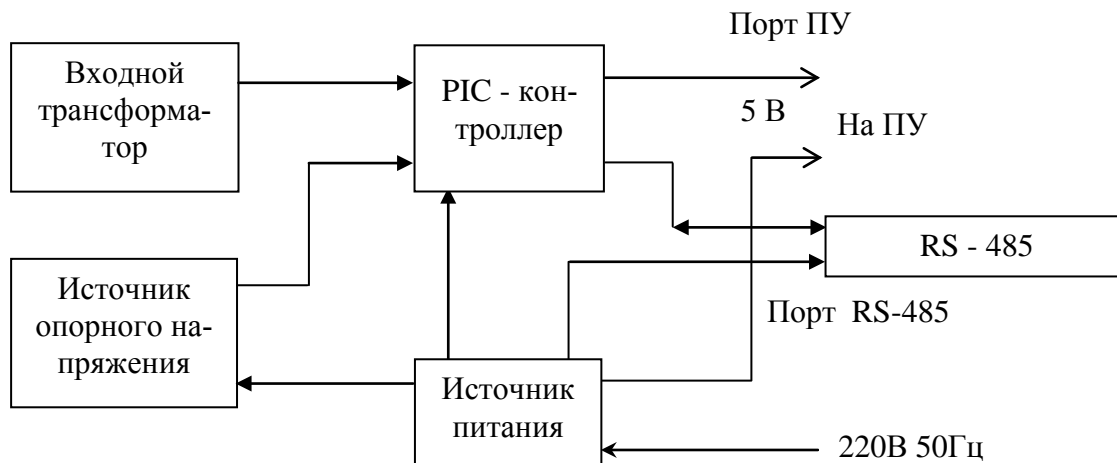 Порт ПУ
Входной
трансформа-
тор
PIC - кон-
троллер
5 В
На ПУ
RS - 485
Источник
опорного на-
пряжения
Порт RS-485
Источник
питания
220В 50Гц